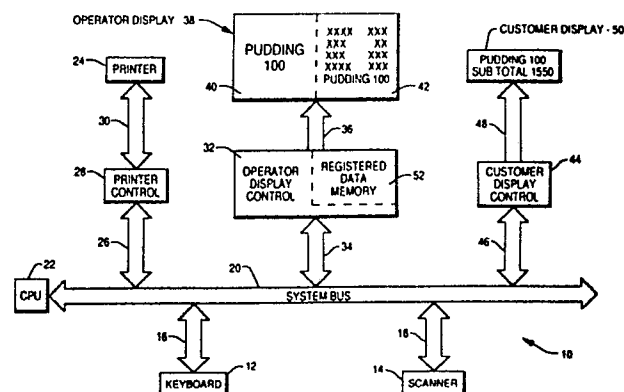 OPERATOR DISPLAY 38
CUSTOMER DISPLAY - 50
24 PRINTER
PUDDING
100
XXXX XXX
XXX XX
XXX XXX
XXXX XXX
PUDDING 100
40
42
PUDDING 100
SUB TOTAL 1550
30
36
48
28
PRINTER
CONTROL
32
OPERATOR
DISPLAY
CONTROL
REGISTERED
DATA
MEMORY
52
CUSTOMER
DISPLAY
CONTROL
44
26
34
46
22
CPU
20
SYSTEM BUS
16
18
10
KEYBOARD
12
14
SCANNER